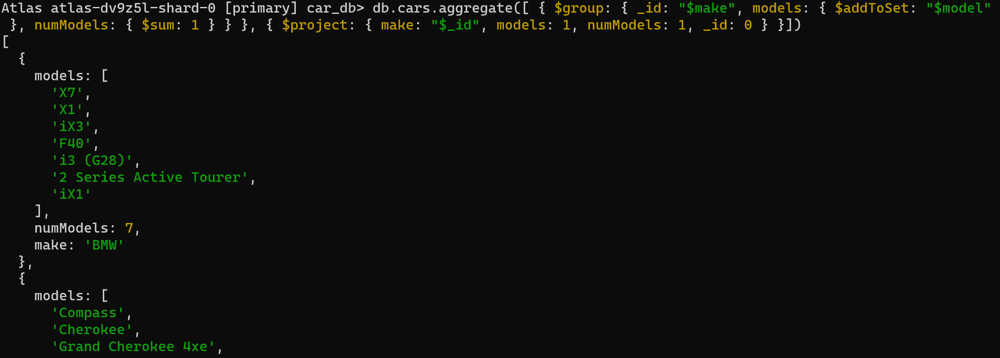 Atlas atlas-dv9z5l-shard-0 [primary] car_db> db.cars.aggregate([ { $group: { _id: "$make", models: { $addToSet: "$model"
 }, numModels: { $sum: 1 } } }, { $project: { make: "$_id", models: 1, numModels: 1, _id: 0 } }])
[
  {
    models: [
      'X7',
      'X1',
      'iX3',
      'F40',
      'i3 (G28)',
      '2 Series Active Tourer',
      'iX1'
    ],
    numModels: 7,
    make: 'BMW'
  },
  {
    models: [
      'Compass',
      'Cherokee',
      'Grand Cherokee 4xe',